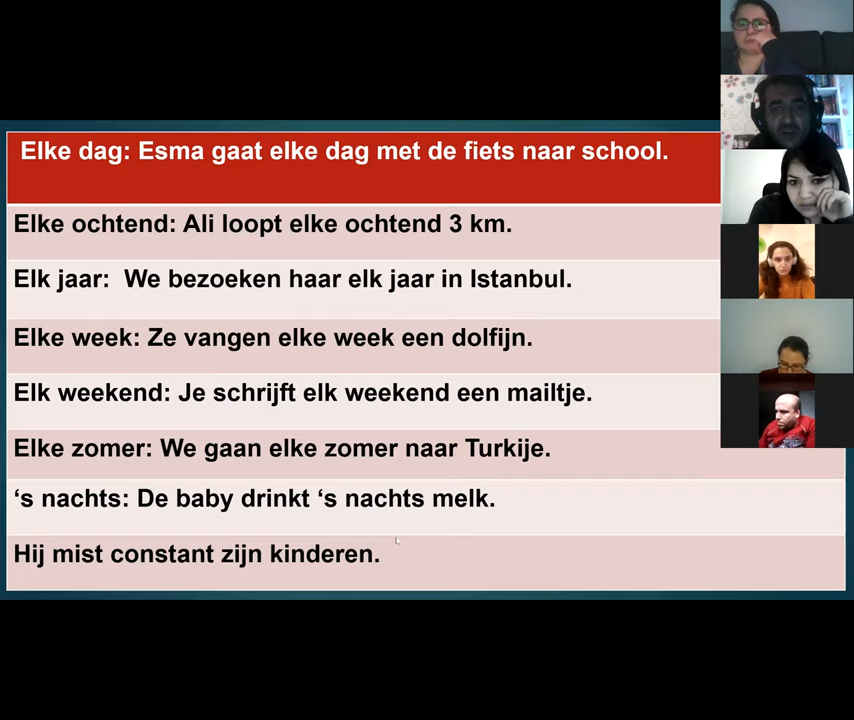 Elke dag: Esma gaat elke dag met de fiets naar school.
Elke ochtend: Ali loopt elke ochtend 3 km.
Elk jaar:  We bezoeken haar elk jaar in Istanbul.
Elke week: Ze vangen elke week een dolfijn.
Elk weekend: Je schrijft elk weekend een mailtje.
Elke zomer: We gaan elke zomer naar Turkije.
‘s nachts: De baby drinkt ‘s nachts melk.
Hij mist constant zijn kinderen.